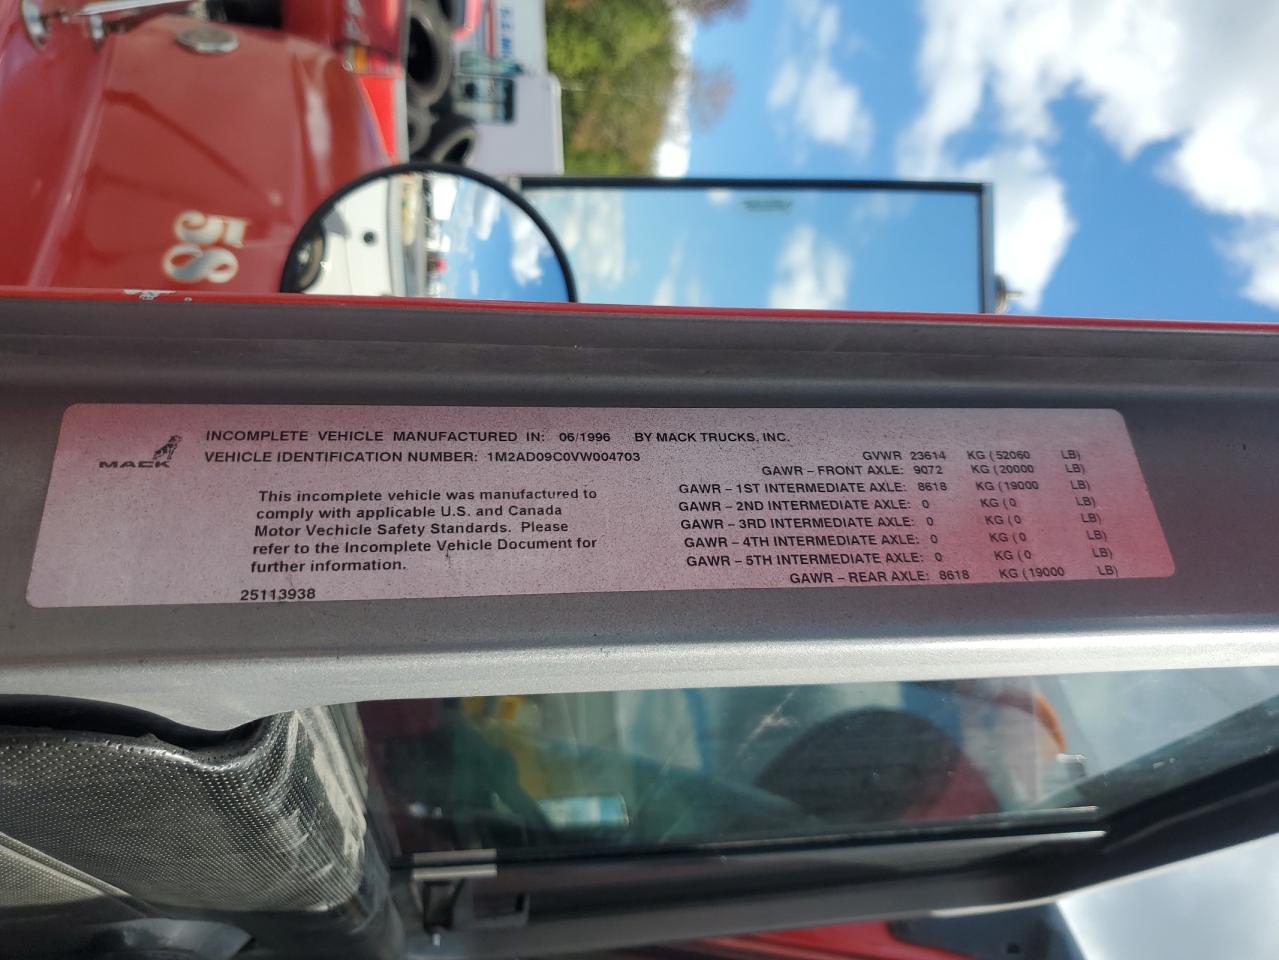 58
MACK
INCOMPLETE VEHICLE MANUFACTURED IN: 06/1996 BY MACK TRUCKS, INC.
VEHICLE IDENTIFICATION NUMBER: 1M2AD09C0VW004703
This incomplete vehicle was manufactured to
comply with applicable U.S. and Canada
Motor Vechicle Safety Standards. Please
refer to the Incomplete Vehicle Document for
further information.
25113938
GVWR 23614 KG (52060 LB)
GAWR - FRONT AXLE: 9072 KG (20000 LB)
GAWR - 1ST INTERMEDIATE AXLE: 8618 KG (19000 LB)
GAWR - 2ND INTERMEDIATE AXLE: 0 KG (0 LB)
GAWR - 3RD INTERMEDIATE AXLE: 0 KG (0 LB)
GAWR - 4TH INTERMEDIATE AXLE: 0 KG (0 LB)
GAWR - 5TH INTERMEDIATE AXLE: 0 KG (0 LB)
GAWR - REAR AXLE: 8618 KG (19000 LB)